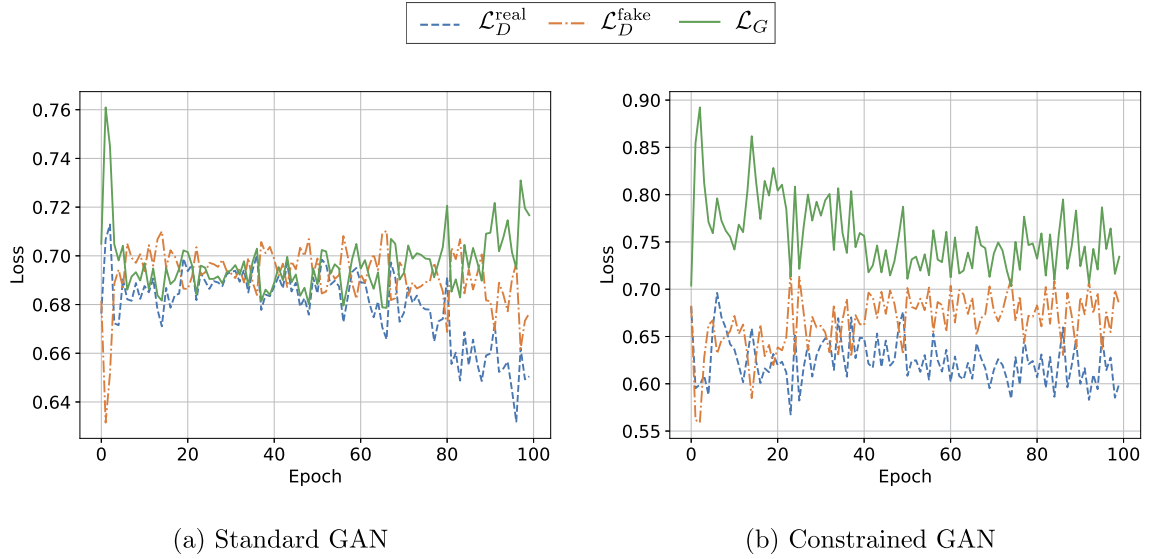 ℒ_D^real ℒ_D^fake ℒ_G
0.76
0.74
0.72
0.70
0.68
0.66
0.64
Loss
0 20 40 60 80 100
Epoch
(a) Standard GAN
0.90
0.85
0.80
0.75
0.70
0.65
0.60
0.55
Loss
0 20 40 60 80 100
Epoch
(b) Constrained GAN